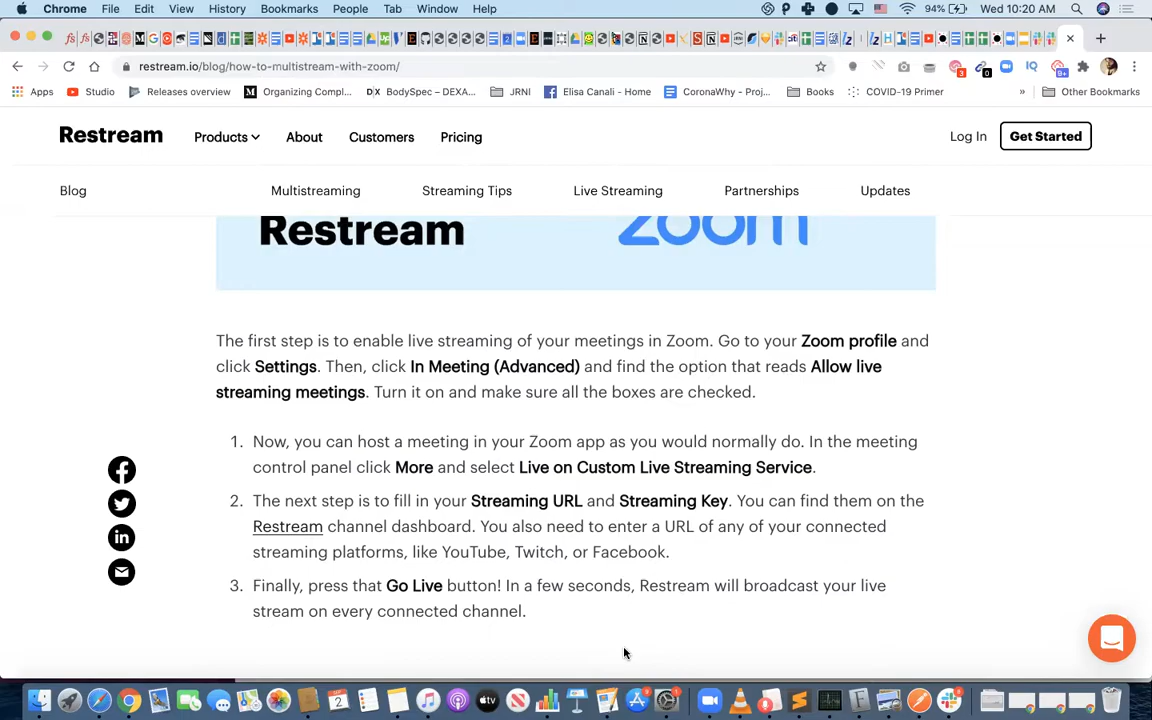 Chrome File Edit View History Bookmarks People Tab Window Help 94% Wed 10:20 AM
restream.io/blog/how-to-multistream-with-zoom/
Apps Studio Releases overview Organizing Compl... BodySpec – DEXA... JRNI Elisa Canali - Home CoronaWhy - Proj... Books COVID-19 Primer » Other Bookmarks
Restream Products About Customers Pricing Log In Get Started
Blog Multistreaming Streaming Tips Live Streaming Partnerships Updates
Restream zoom
The first step is to enable live streaming of your meetings in Zoom. Go to your Zoom profile and
click Settings. Then, click In Meeting (Advanced) and find the option that reads Allow live
streaming meetings. Turn it on and make sure all the boxes are checked.
1. Now, you can host a meeting in your Zoom app as you would normally do. In the meeting
control panel click More and select Live on Custom Live Streaming Service.
2. The next step is to fill in your Streaming URL and Streaming Key. You can find them on the
Restream channel dashboard. You also need to enter a URL of any of your connected
streaming platforms, like YouTube, Twitch, or Facebook.
3. Finally, press that Go Live button! In a few seconds, Restream will broadcast your live
stream on every connected channel.